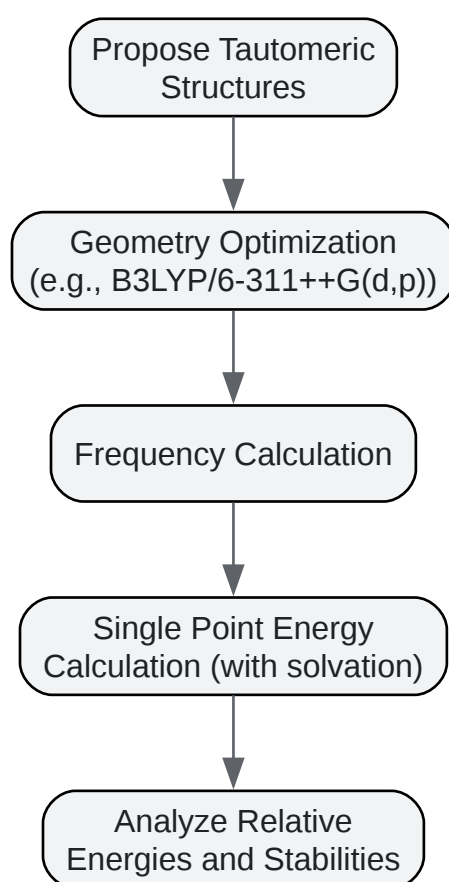 Propose Tautomeric
Structures
Geometry Optimization
(e.g., B3LYP/6-311++G(d,p))
Frequency Calculation
Single Point Energy
Calculation (with solvation)
Analyze Relative
Energies and Stabilities